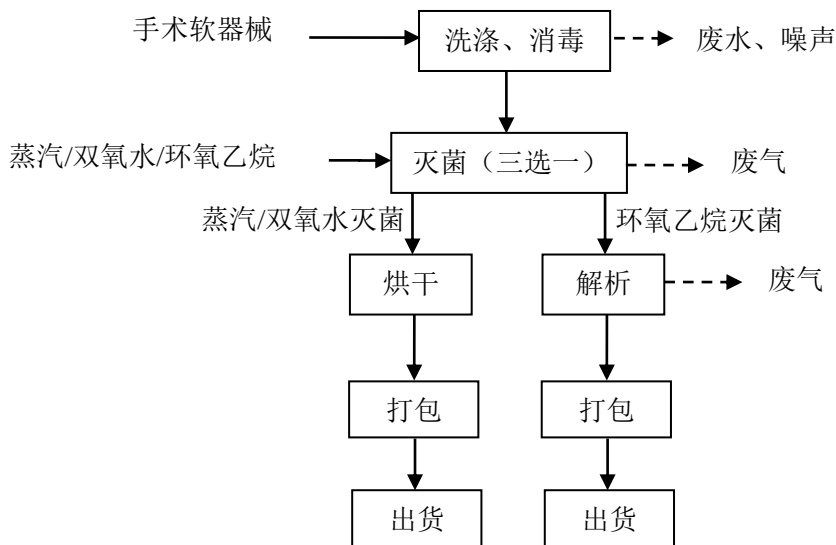 手术软器械
洗涤、消毒
废水、噪声
蒸汽/双氧水/环氧乙烷
灭菌（三选一）
废气
蒸汽/双氧水灭菌
环氧乙烷灭菌
烘干
解析
废气
打包
打包
出货
出货